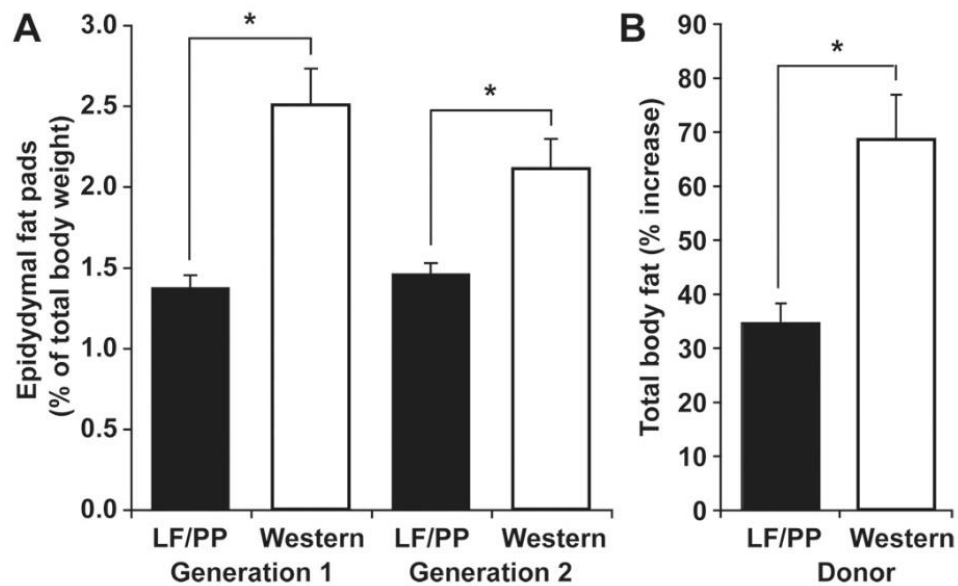 A
Epidydymal fat pads
(% of total body weight)
3.0
2.5
2.0
1.5
1.0
0.5
0.0
*
*
LF/PP Western LF/PP Western
Generation 1 Generation 2
B
Total body fat (% increase)
90
80
70
60
50
40
30
20
10
0
*
LF/PP Western
Donor